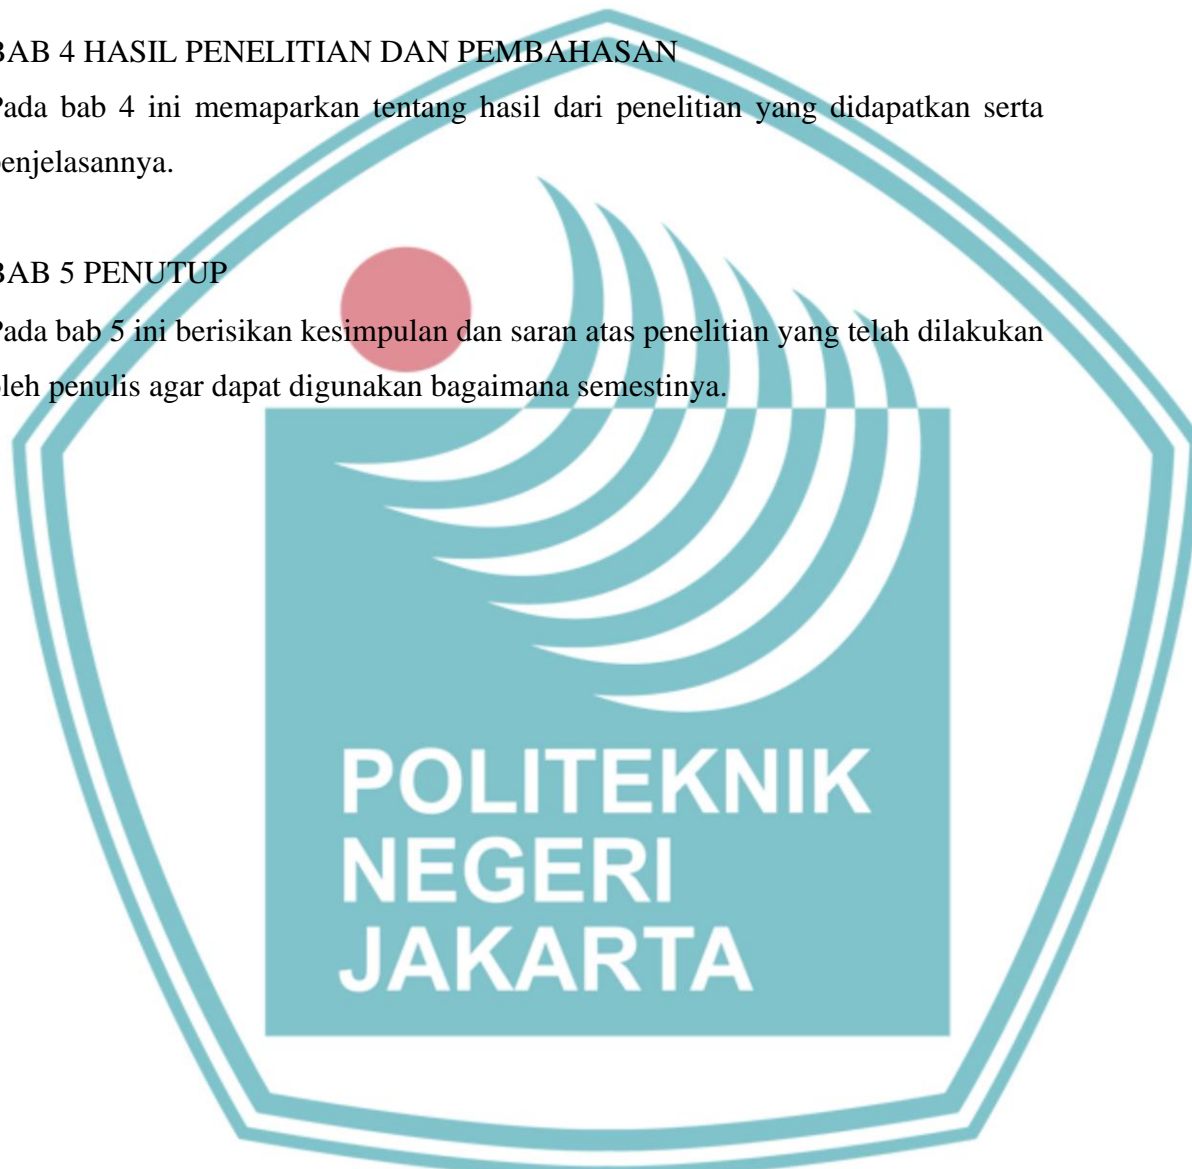 BAB 4 HASIL PENELITIAN DAN PEMBAHASAN
Pada bab 4 ini memaparkan tentang hasil dari penelitian yang didapatkan serta
penjelasannya.
BAB 5 PENUTUP
Pada bab 5 ini berisikan kesimpulan dan saran atas penelitian yang telah dilakukan
oleh penulis agar dapat digunakan bagaimana semestinya.
POLITEKNIK
NEGERI
JAKARTA